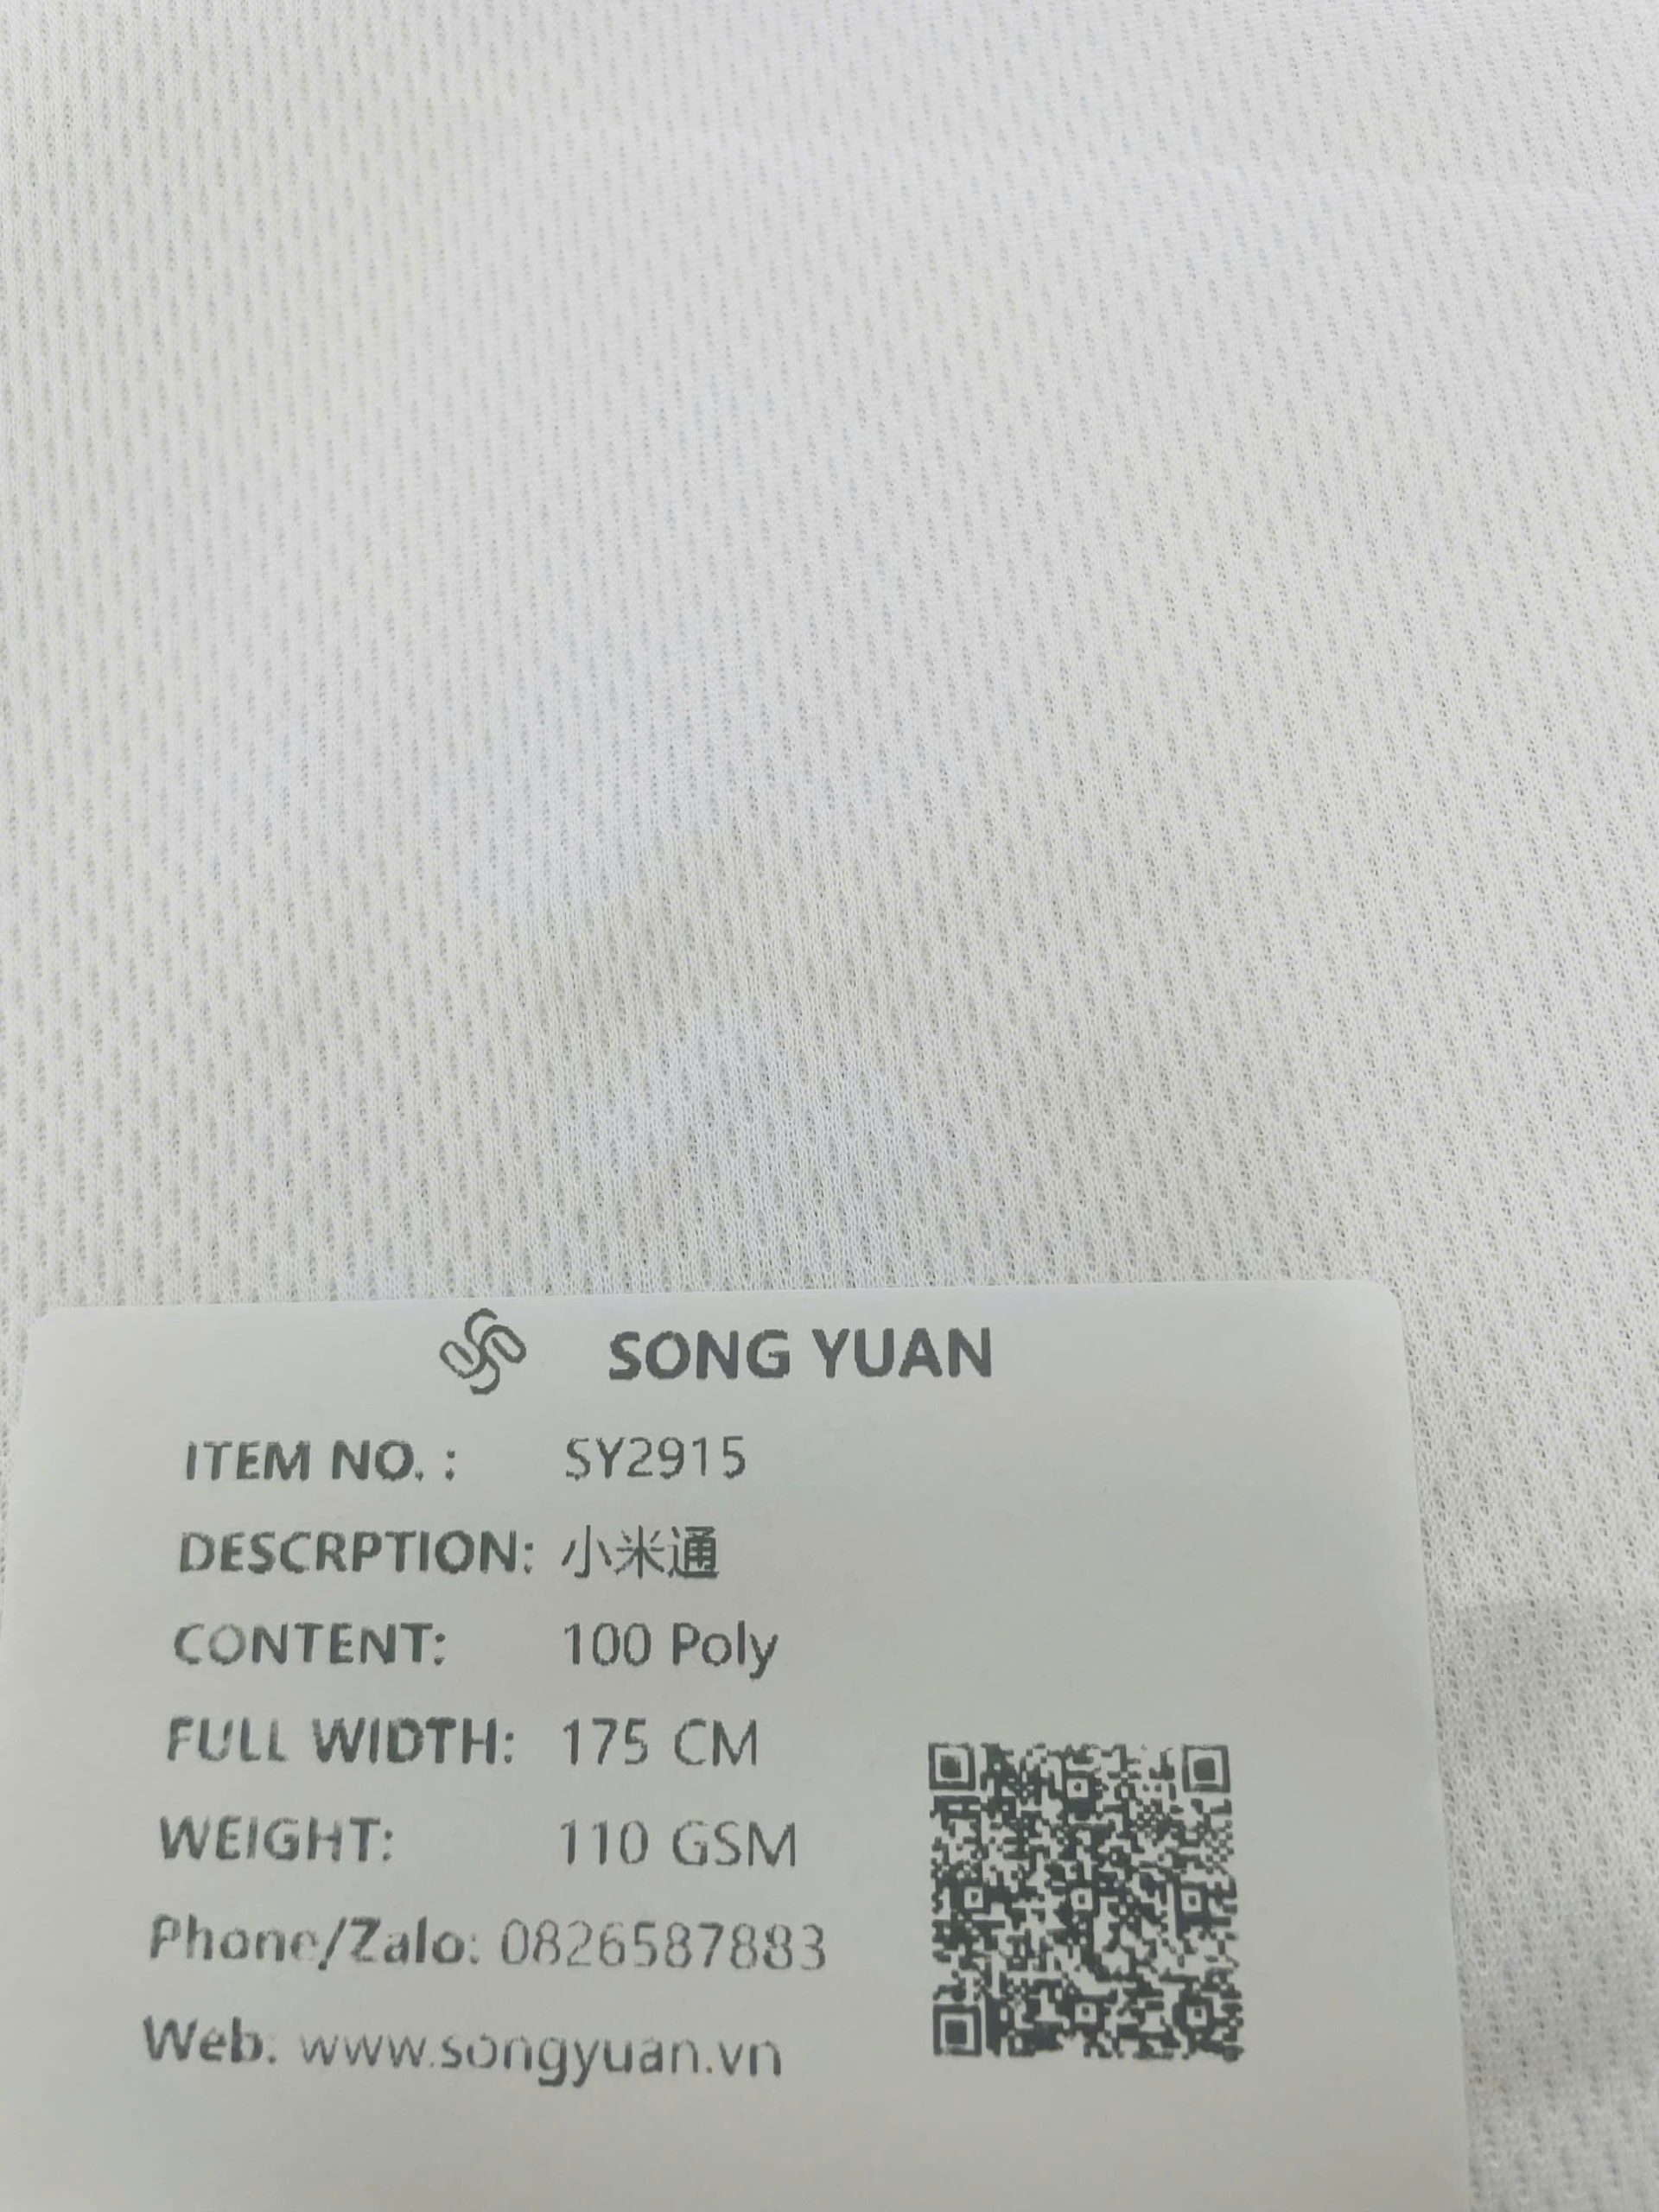 SONG YUAN
ITEM NO. : SY2915
DESCRPTION: 小米通
CONTENT: 100 Poly
FULL WIDTH: 175 CM
WEIGHT: 110 GSM
Phone/Zalo: 0826587883
Web: www.songyuan.vn